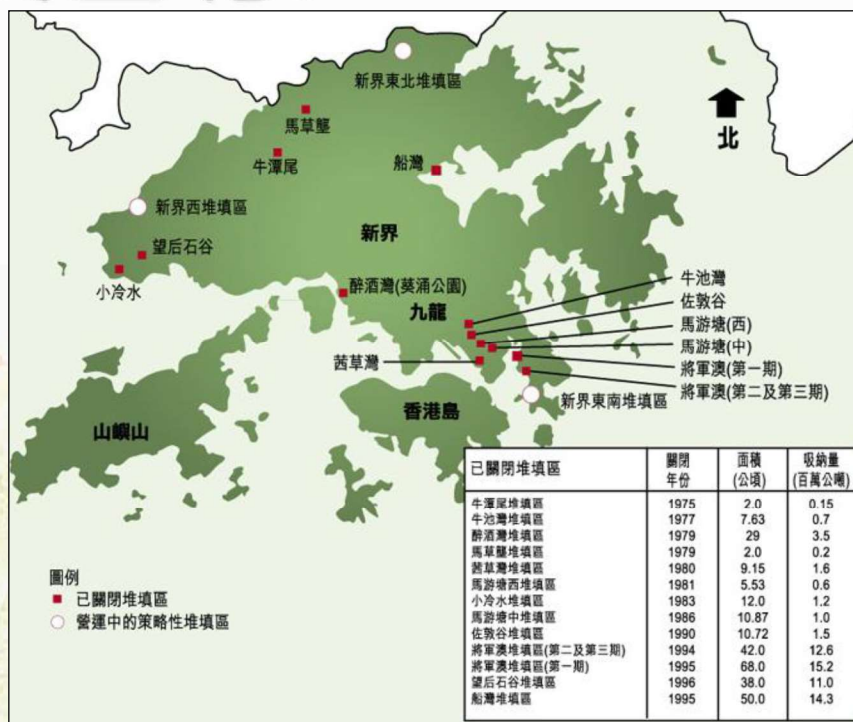 新界東北堆填區
馬草壟
牛潭尾
船灣
北
新界西堆填區
新界
望后石谷
小冷水
醉酒灣(葵涌公園)
九龍
牛池灣
佐敦谷
馬游塘(西)
馬游塘(中)
將軍澳(第一期)
將軍澳(第二及第三期)
茜草灣
新界東南堆填區
香港島
山嶼山
圖例
已關閉堆填區
營運中的策略性堆填區
已關閉堆填區 關閉年份 面積(公頃) 吸納量(百萬公噸)
牛潭尾堆填區 1975 2.0 0.15
牛池灣堆填區 1977 7.63 0.7
醉酒灣堆填區 1979 29 3.5
馬草壟堆填區 1979 2.0 0.2
茜草灣堆填區 1980 9.15 1.6
馬游塘西堆填區 1981 5.53 0.6
小冷水堆填區 1983 12.0 1.2
馬游塘中堆填區 1986 10.87 1.0
佐敦谷堆填區 1990 10.72 1.5
將軍澳堆填區(第二及第三期) 1994 42.0 12.6
將軍澳堆填區(第一期) 1995 68.0 15.2
望后石谷堆填區 1996 38.0 11.0
船灣堆填區 1995 50.0 14.3